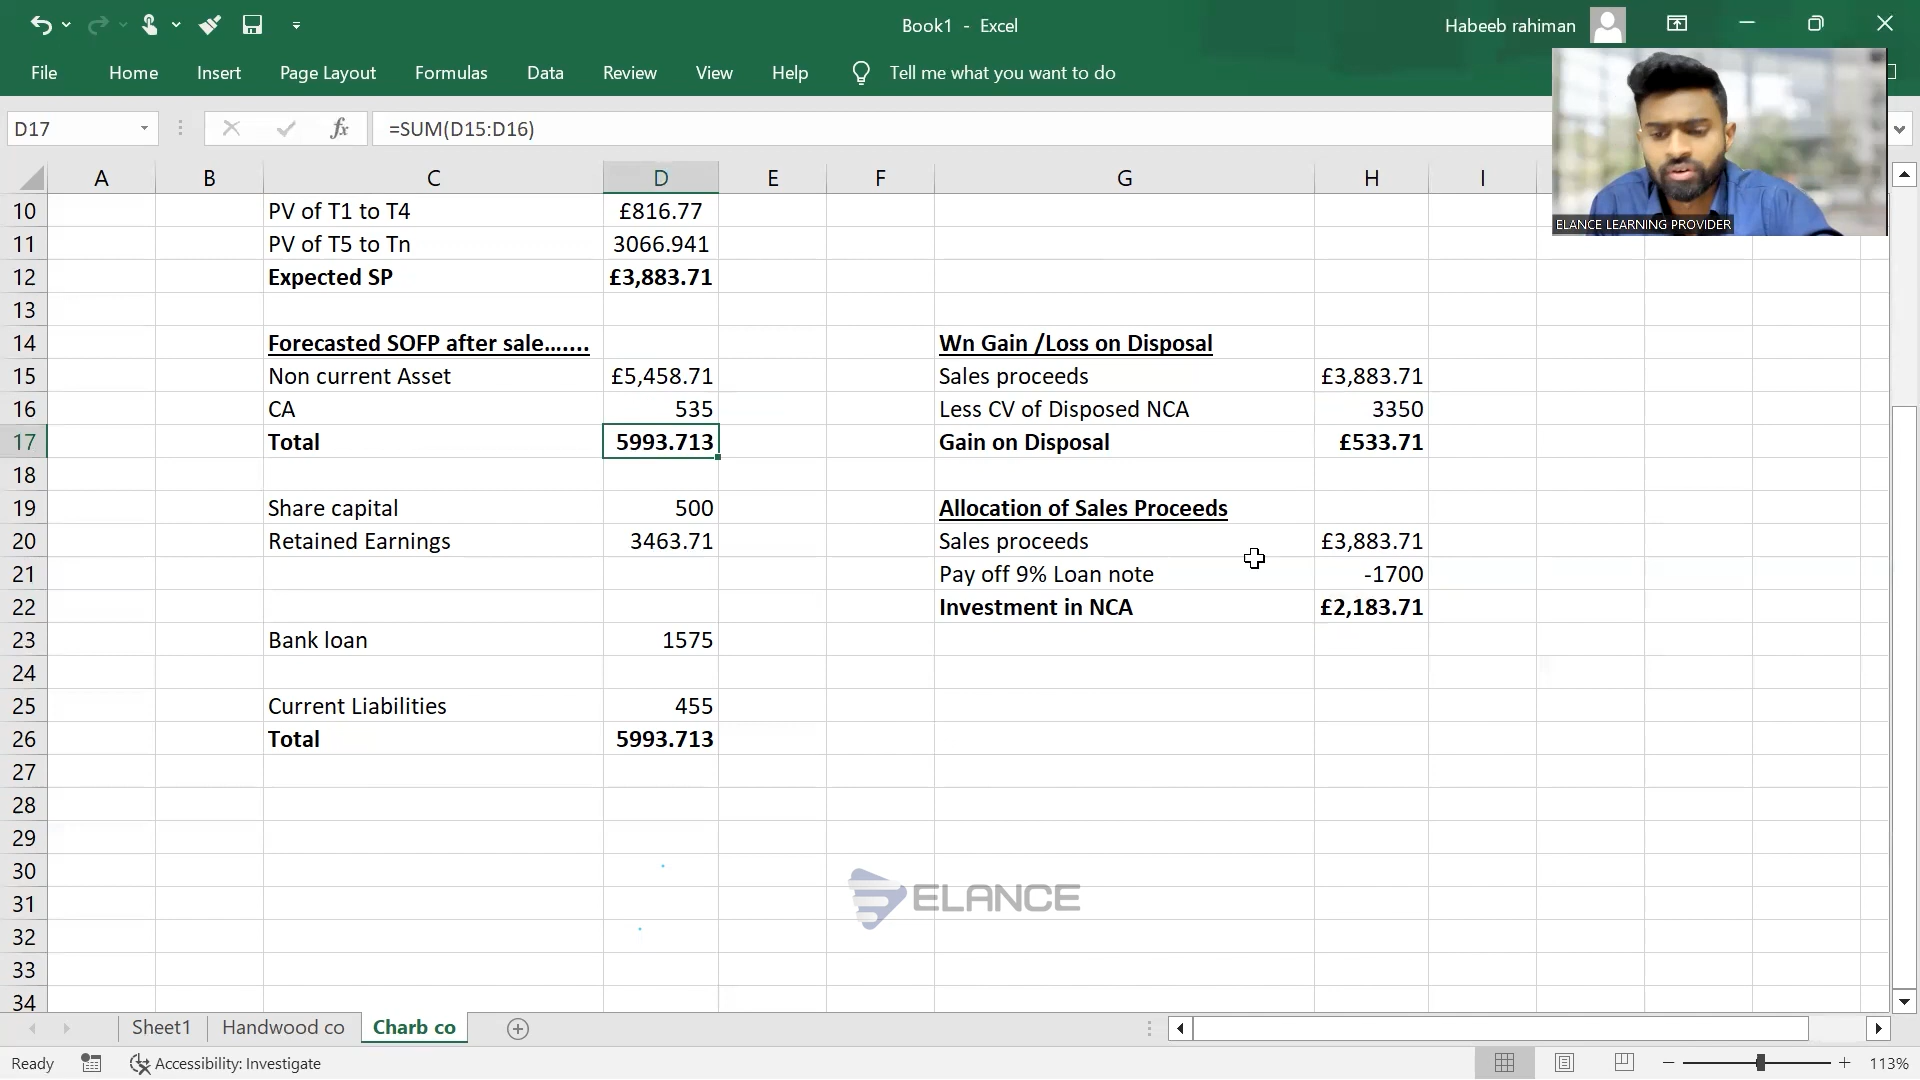 Book1 - Excel
Habeeb rahiman
File Home Insert Page Layout Formulas Data Review View Help Tell me what you want to do
ELANCE LEARNING PROVIDER
D17 fx =SUM(D15:D16)
A B C D E F G H I
10 PV of T1 to T4 £816.77
11 PV of T5 to Tn 3066.941
12 Expected SP £3,883.71
13
14 Forecasted SOFP after sale……. Wn Gain /Loss on Disposal
15 Non current Asset £5,458.71 Sales proceeds £3,883.71
16 CA 535 Less CV of Disposed NCA 3350
17 Total 5993.713 Gain on Disposal £533.71
18
19 Share capital 500 Allocation of Sales Proceeds
20 Retained Earnings 3463.71 Sales proceeds £3,883.71
21 Pay off 9% Loan note -1700
22 Investment in NCA £2,183.71
23 Bank loan 1575
24
25 Current Liabilities 455
26 Total 5993.713
27
28
29
30
31 ELANCE
32
33
34
Sheet1 Handwood co Charb co
Ready Accessibility: Investigate 113%